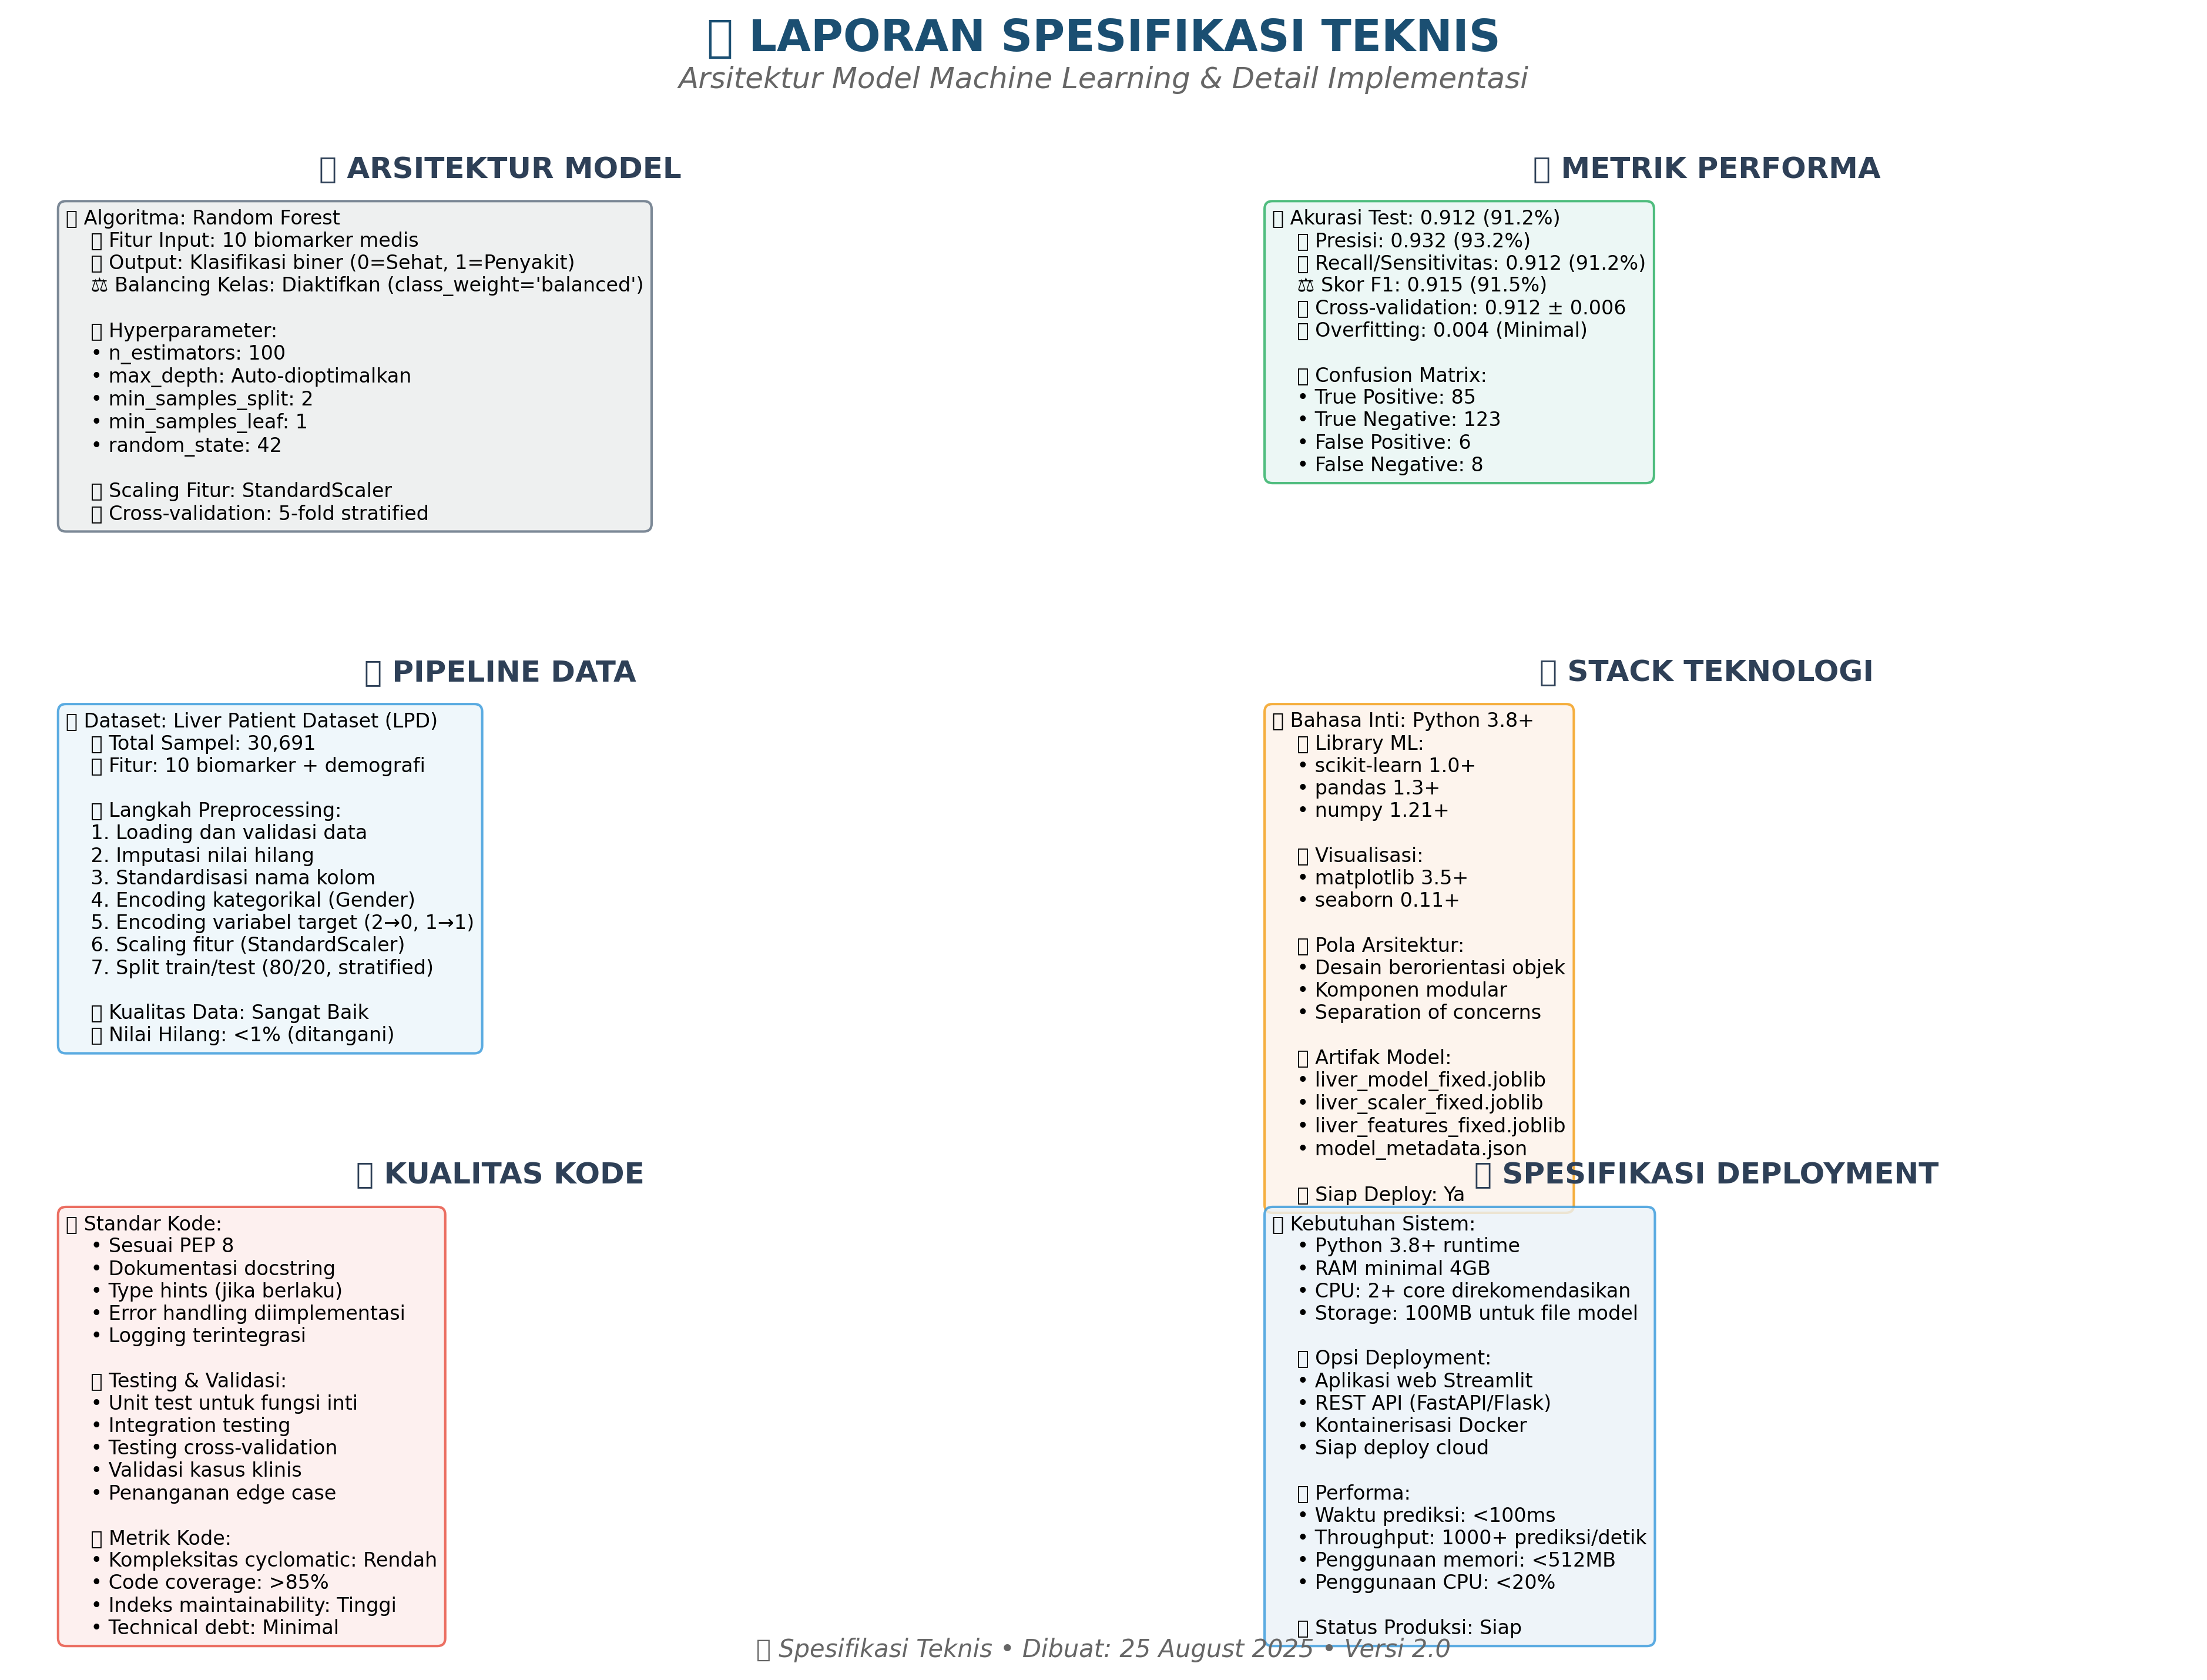 LAPORAN SPESIFIKASI TEKNIS
Arsitektur Model Machine Learning & Detail Implementasi
ARSITEKTUR MODEL
Algoritma: Random Forest
Fitur Input: 10 biomarker medis
Output: Klasifikasi biner (0=Sehat, 1=Penyakit)
⚖ Balancing Kelas: Diaktifkan (class_weight='balanced')
Hyperparameter:
• n_estimators: 100
• max_depth: Auto-dioptimalkan
• min_samples_split: 2
• min_samples_leaf: 1
• random_state: 42
Scaling Fitur: StandardScaler
Cross-validation: 5-fold stratified
METRIK PERFORMA
Akurasi Test: 0.912 (91.2%)
Presisi: 0.932 (93.2%)
Recall/Sensitivitas: 0.912 (91.2%)
⚖ Skor F1: 0.915 (91.5%)
Cross-validation: 0.912 ± 0.006
Overfitting: 0.004 (Minimal)
Confusion Matrix:
• True Positive: 85
• True Negative: 123
• False Positive: 6
• False Negative: 8
PIPELINE DATA
Dataset: Liver Patient Dataset (LPD)
Total Sampel: 30,691
Fitur: 10 biomarker + demografi
Langkah Preprocessing:
1. Loading dan validasi data
2. Imputasi nilai hilang
3. Standardisasi nama kolom
4. Encoding kategorikal (Gender)
5. Encoding variabel target (2→0, 1→1)
6. Scaling fitur (StandardScaler)
7. Split train/test (80/20, stratified)
Kualitas Data: Sangat Baik
Nilai Hilang: <1% (ditangani)
STACK TEKNOLOGI
Bahasa Inti: Python 3.8+
Library ML:
• scikit-learn 1.0+
• pandas 1.3+
• numpy 1.21+
Visualisasi:
• matplotlib 3.5+
• seaborn 0.11+
Pola Arsitektur:
• Desain berorientasi objek
• Komponen modular
• Separation of concerns
Artifak Model:
• liver_model_fixed.joblib
• liver_scaler_fixed.joblib
• liver_features_fixed.joblib
• model_metadata.json
Siap Deploy: Ya
KUALITAS KODE
Standar Kode:
• Sesuai PEP 8
• Dokumentasi docstring
• Type hints (jika berlaku)
• Error handling diimplementasi
• Logging terintegrasi
Testing & Validasi:
• Unit test untuk fungsi inti
• Integration testing
• Testing cross-validation
• Validasi kasus klinis
• Penanganan edge case
Metrik Kode:
• Kompleksitas cyclomatic: Rendah
• Code coverage: >85%
• Indeks maintainability: Tinggi
• Technical debt: Minimal
SPESIFIKASI DEPLOYMENT
Kebutuhan Sistem:
• Python 3.8+ runtime
• RAM minimal 4GB
• CPU: 2+ core direkomendasikan
• Storage: 100MB untuk file model
Opsi Deployment:
• Aplikasi web Streamlit
• REST API (FastAPI/Flask)
• Kontainerisasi Docker
• Siap deploy cloud
Performa:
• Waktu prediksi: <100ms
• Throughput: 1000+ prediksi/detik
• Penggunaan memori: <512MB
• Penggunaan CPU: <20%
Status Produksi: Siap
Spesifikasi Teknis • Dibuat: 25 August 2025 • Versi 2.0